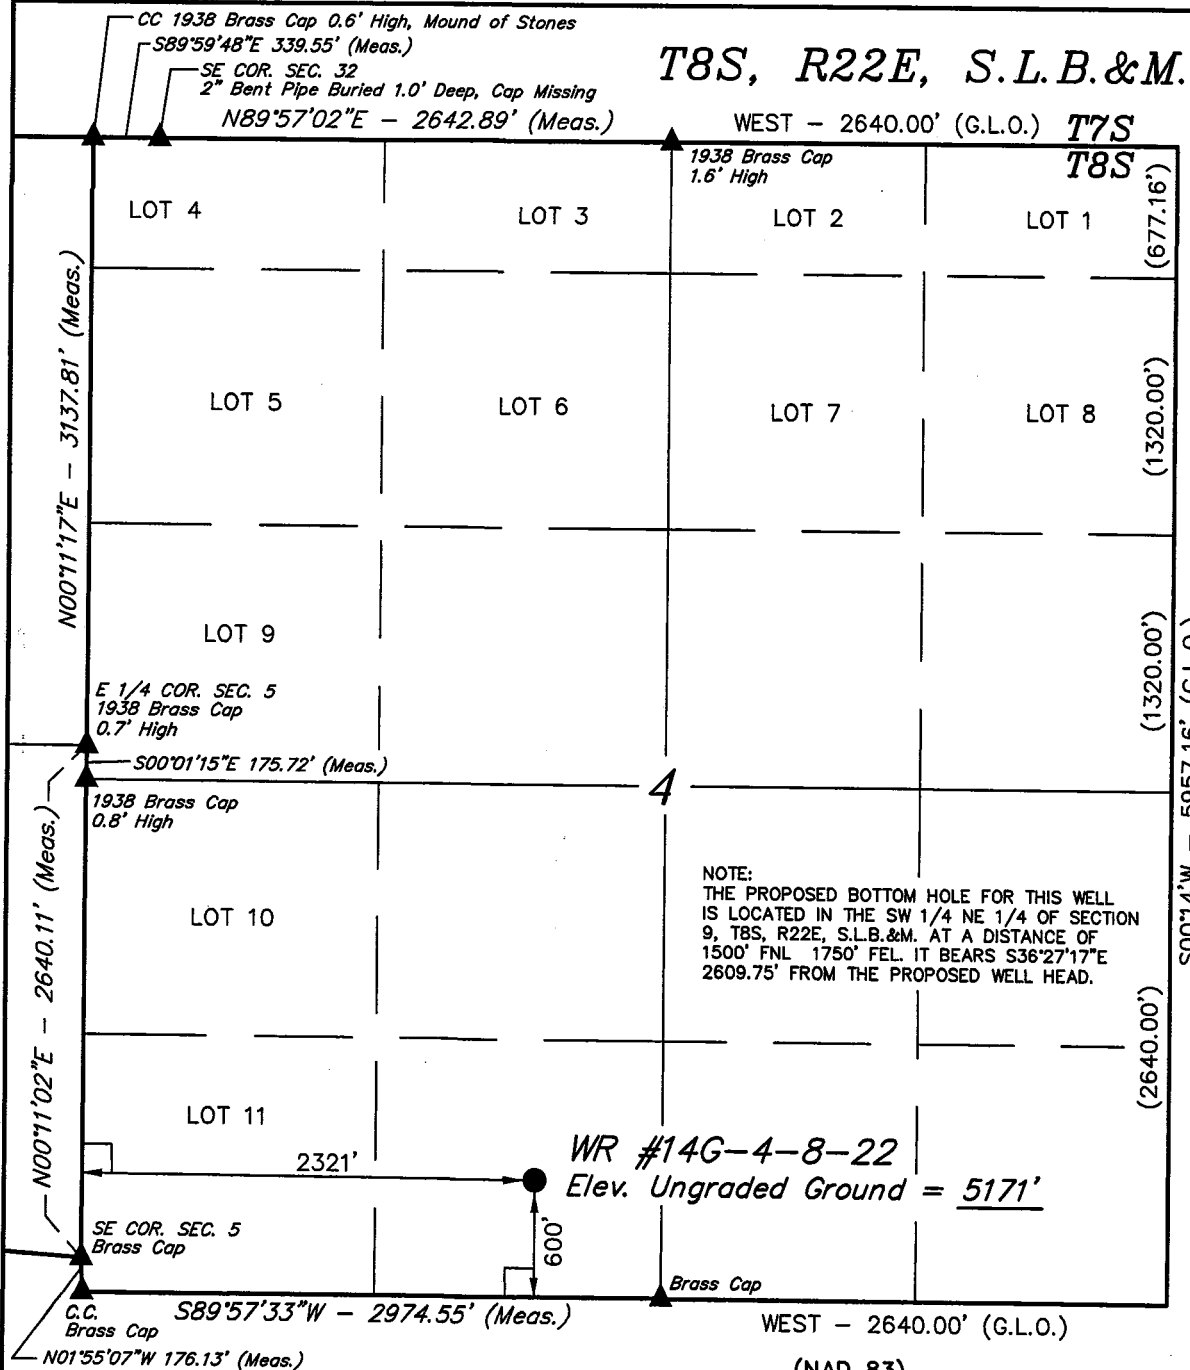 CC 1938 Brass Cap 0.6' High, Mound of Stones
S89°59'48"E 339.55' (Meas.)
SE COR. SEC. 32
2" Bent Pipe Buried 1.0' Deep, Cap Missing
T8S, R22E, S.L.B.&M.
N89°57'02"E - 2642.89' (Meas.)
WEST - 2640.00' (G.L.O.)
T7S
T8S
1938 Brass Cap
1.6' High
LOT 4
LOT 3
LOT 2
LOT 1
(677.16')
N00°11'17"E - 3137.81' (Meas.)
LOT 5
LOT 6
LOT 7
LOT 8
(1320.00')
LOT 9
(1320.00')
E 1/4 COR. SEC. 5
1938 Brass Cap
0.7' High
S00°01'15"E 175.72' (Meas.)
1938 Brass Cap
0.8' High
4
S00°14'W - 5957.16' (G.L.O.)
N00°11'02"E - 2640.11' (Meas.)
LOT 10
NOTE:
THE PROPOSED BOTTOM HOLE FOR THIS WELL
IS LOCATED IN THE SW 1/4 NE 1/4 OF SECTION
9, T8S, R22E, S.L.B.&M. AT A DISTANCE OF
1500' FNL 1750' FEL. IT BEARS S36°27'17"E
2609.75' FROM THE PROPOSED WELL HEAD.
(2640.00')
LOT 11
2321'
WR #14G-4-8-22
Elev. Ungraded Ground = 5171'
600'
SE COR. SEC. 5
Brass Cap
Brass Cap
C.C.
Brass Cap
S89°57'33"W - 2974.55' (Meas.)
WEST - 2640.00' (G.L.O.)
N01°55'07"W 176.13' (Meas.)
(NAD 83)